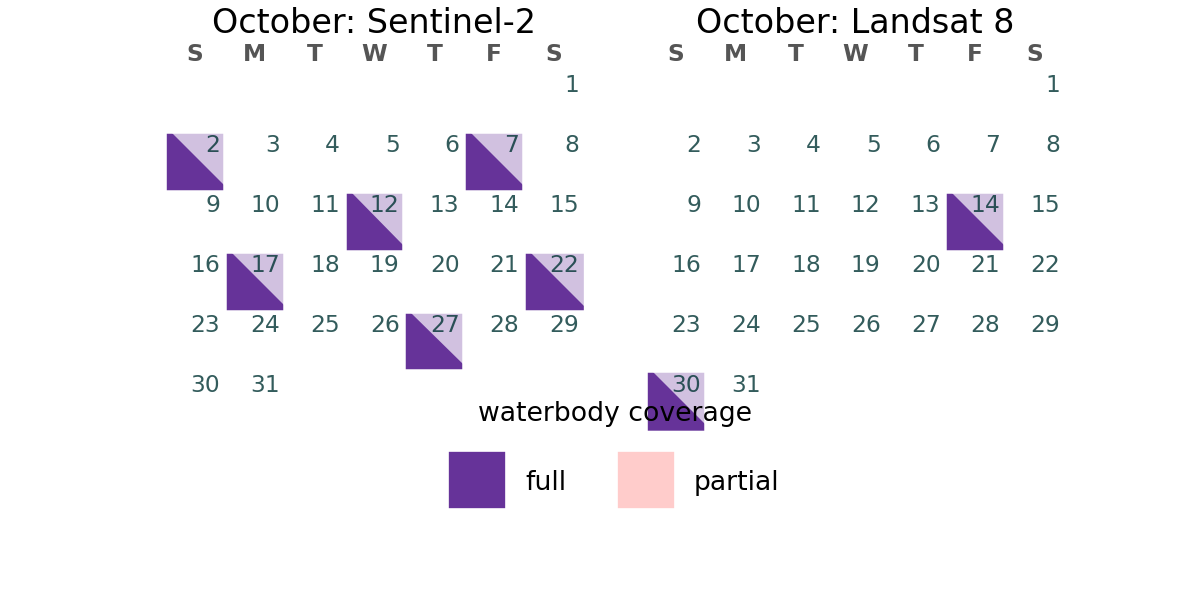 October: Sentinel-2
S M T W T F S
1
2 3 4 5 6 7 8
9 10 11 12 13 14 15
16 17 18 19 20 21 22
23 24 25 26 27 28 29
30 31
October: Landsat 8
S M T W T F S
1
2 3 4 5 6 7 8
9 10 11 12 13 14 15
16 17 18 19 20 21 22
23 24 25 26 27 28 29
30 31
waterbody coverage
full partial